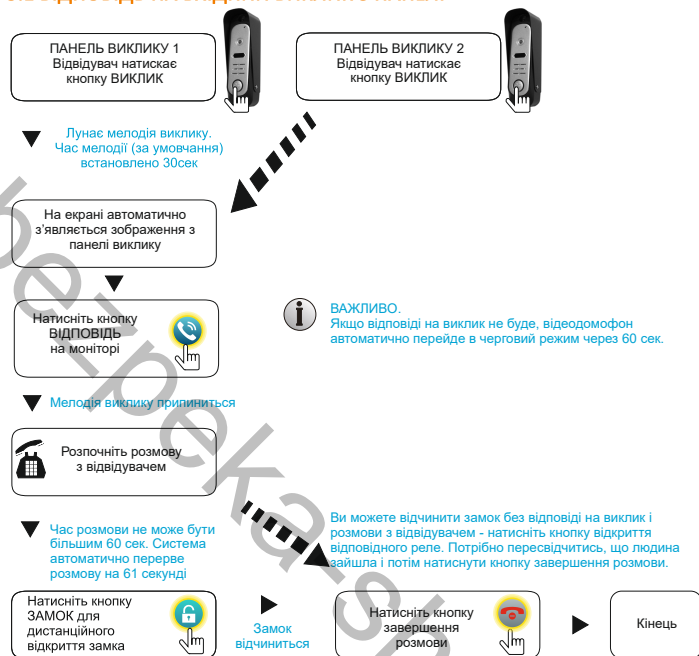 ПАНЕЛЬ ВИКЛИКУ 1
Відвідувач натискає
кнопку ВИКЛИК
ПАНЕЛЬ ВИКЛИКУ 2
Відвідувач натискає
кнопку ВИКЛИК
Лунає мелодія виклику.
Час мелодії (за умовчання)
встановлено 30сек
На екрані автоматично
з'являється зображення з
панелі виклику
Натисніть кнопку
ВІДПОВІДЬ
на моніторі
ВАЖЛИВО.
Якщо відповіді на виклик не буде, відеодомофон
автоматично перейде в черговий режим через 60 сек.
Мелодія виклику припиниться
Розпочніть розмову
з відвідувачем
Час розмови не може бути
більшим 60 сек. Система
автоматично перерве
розмову на 61 секунді
Ви можете відчинити замок без відповіді на виклик і
розмови з відвідувачем - натисніть кнопку відкриття
відповідного реле. Потрібно пересвідчитись, що людина
зайшла і потім натиснути кнопку завершення розмови.
Натисніть кнопку
ЗАМОК для
дистанційного
відкриття замка
Замок
відчиниться
Натисніть кнопку
завершення
розмови
Кінець
bezpeka-sh